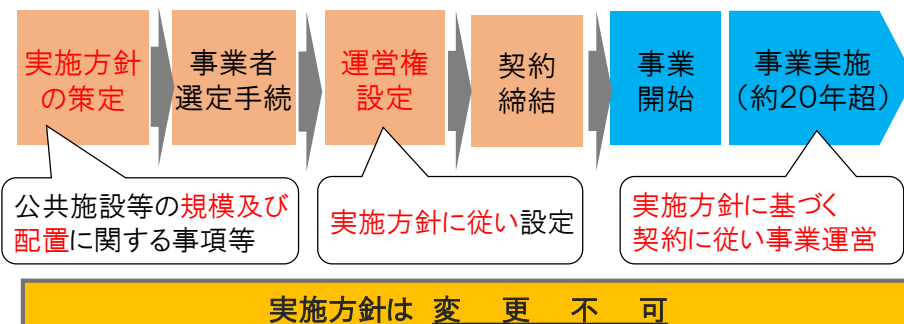 実施方針
の策定
事業者
選定手続
運営権
設定
契約
締結
事業
開始
事業実施
（約20年超）
公共施設等の規模及び
配置に関する事項等
実施方針に従い設定
実施方針に基づく
契約に従い事業運営
実施方針は 変 更 不 可